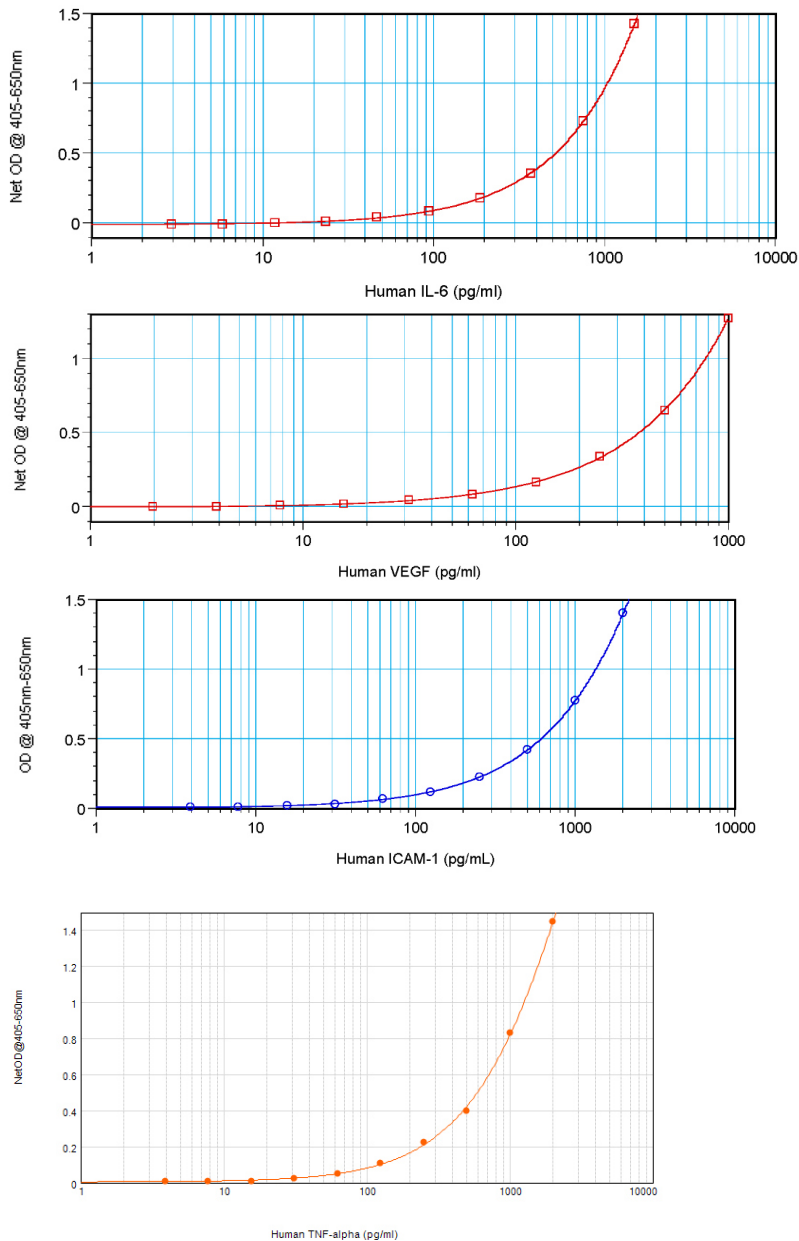 1.5
1
0.5
0
Net OD @ 405-650nm
1 10 100 1000 10000
Human IL-6 (pg/ml)
1
0.5
0
Net OD @ 405-650nm
1 10 100 1000
Human VEGF (pg/ml)
1.5
1
0.5
0
OD @ 405nm-650nm
1 10 100 1000 10000
Human ICAM-1 (pg/mL)
1.4
1.2
1
0.8
0.6
0.4
0.2
0
NetOD@405-650nm
1 10 100 1000 10000
Human TNF-alpha (pg/ml)